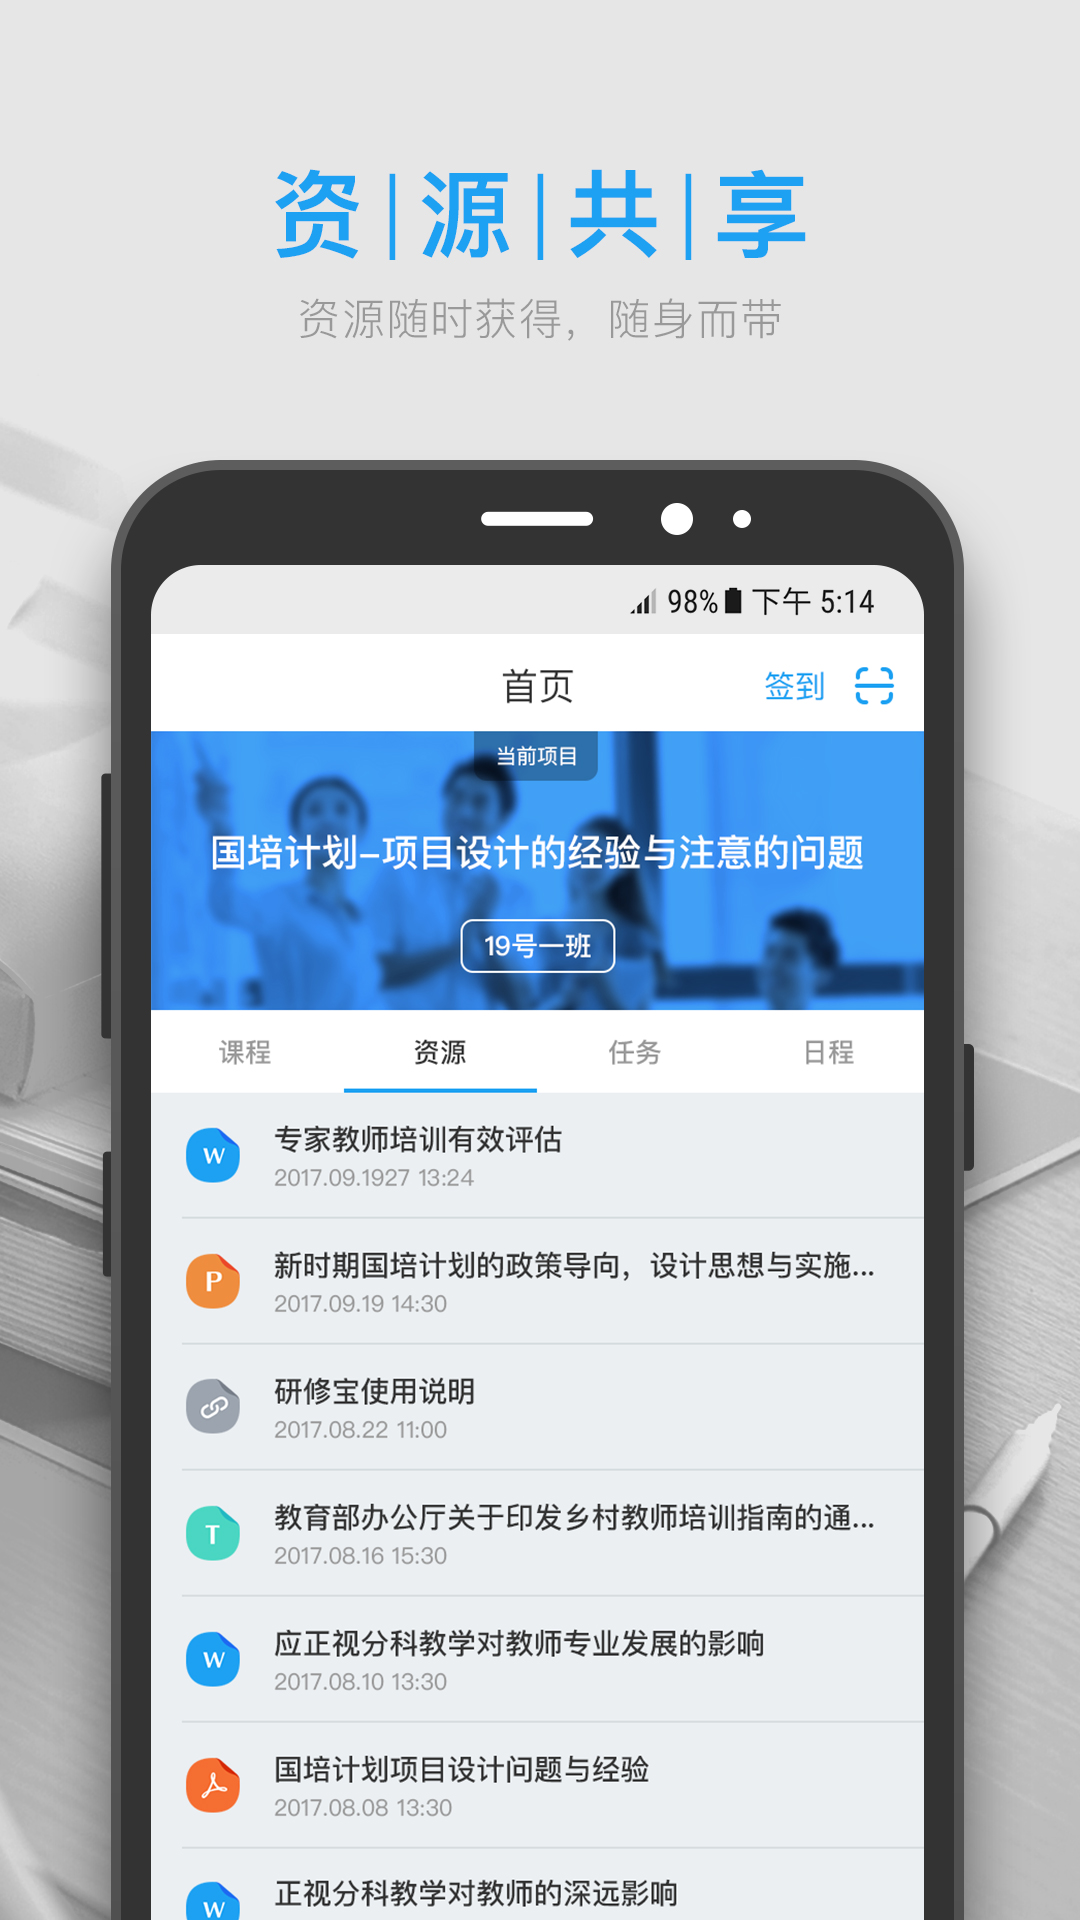 资|源|共|享
资源随时获得，随身而带
98% 下午 5:14
首页
签到
当前项目
国培计划-项目设计的经验与注意的问题
19号一班
课程 资源 任务 日程
W
专家教师培训有效评估
2017.09.1927 13:24
P
新时期国培计划的政策导向，设计思想与实施...
2017.09.19 14:30
研修宝使用说明
2017.08.22 11:00
T
教育部办公厅关于印发乡村教师培训指南的通...
2017.08.16 15:30
W
应正视分科教学对教师专业发展的影响
2017.08.10 13:30
国培计划项目设计问题与经验
2017.08.08 13:30
W
正视分科教学对教师的深远影响